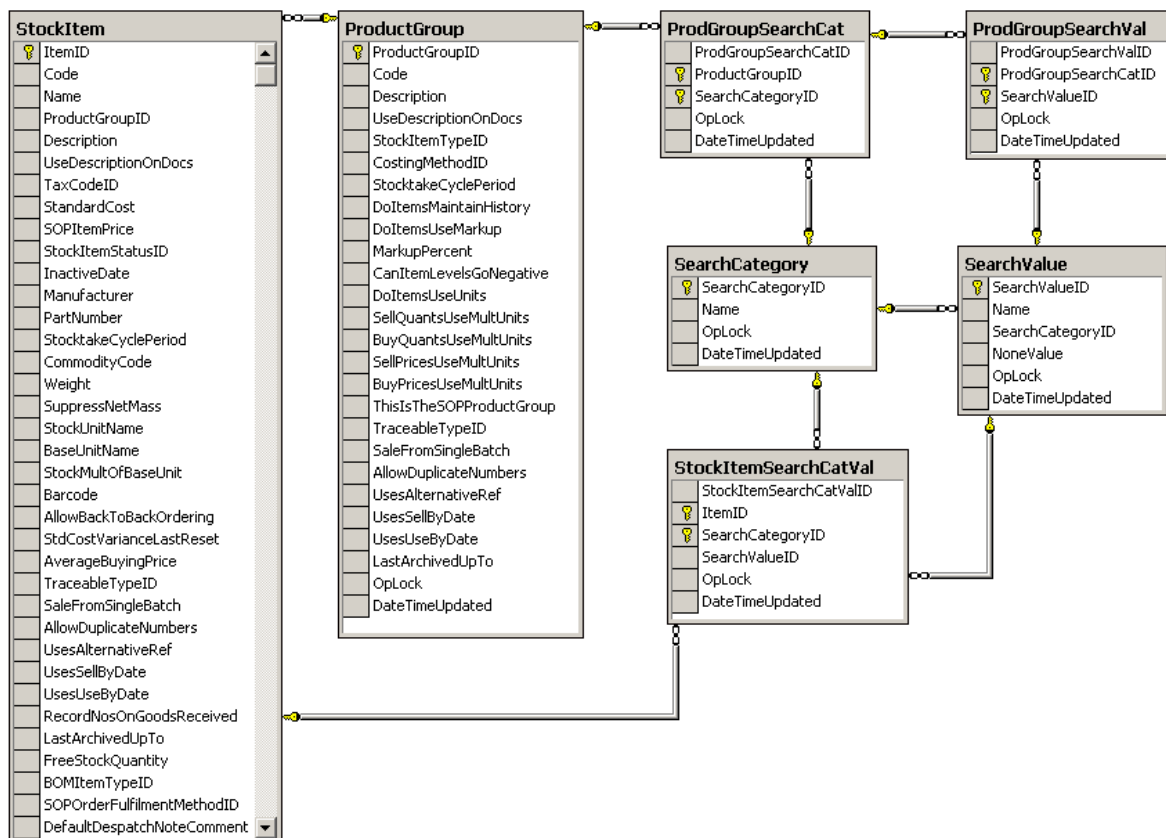 StockItem
ItemID
Code
Name
ProductGroupID
Description
UseDescriptionOnDocs
TaxCodeID
StandardCost
SOPItemPrice
StockItemStatusID
InactiveDate
Manufacturer
PartNumber
StocktakeCyclePeriod
CommodityCode
Weight
SuppressNetMass
StockUnitName
BaseUnitName
StockMultOfBaseUnit
Barcode
AllowBackToBackOrdering
StdCostVarianceLastReset
AverageBuyingPrice
TraceableTypeID
SaleFromSingleBatch
AllowDuplicateNumbers
UsesAlternativeRef
UsesSellByDate
UsesUseByDate
RecordNosOnGoodsReceived
LastArchivedUpTo
FreeStockQuantity
BOMItemTypeID
SOPOrderFulfilmentMethodID
DefaultDespatchNoteComment
ProductGroup
ProductGroupID
Code
Description
UseDescriptionOnDocs
StockItemTypeID
CostingMethodID
StocktakeCyclePeriod
DoItemsMaintainHistory
DoItemsUseMarkup
MarkupPercent
CanItemLevelsGoNegative
DoItemsUseUnits
SellQuantsUseMultUnits
BuyQuantsUseMultUnits
SellPricesUseMultUnits
BuyPricesUseMultUnits
ThisIsTheSOPProductGroup
TraceableTypeID
SaleFromSingleBatch
AllowDuplicateNumbers
UsesAlternativeRef
UsesSellByDate
UsesUseByDate
LastArchivedUpTo
OpLock
DateTimeUpdated
ProdGroupSearchCat
ProdGroupSearchCatID
ProductGroupID
SearchCategoryID
OpLock
DateTimeUpdated
ProdGroupSearchVal
ProdGroupSearchValID
ProdGroupSearchCatID
SearchValueID
OpLock
DateTimeUpdated
SearchCategory
SearchCategoryID
Name
OpLock
DateTimeUpdated
SearchValue
SearchValueID
Name
SearchCategoryID
NoneValue
OpLock
DateTimeUpdated
StockItemSearchCatVal
StockItemSearchCatValID
ItemID
SearchCategoryID
SearchValueID
OpLock
DateTimeUpdated